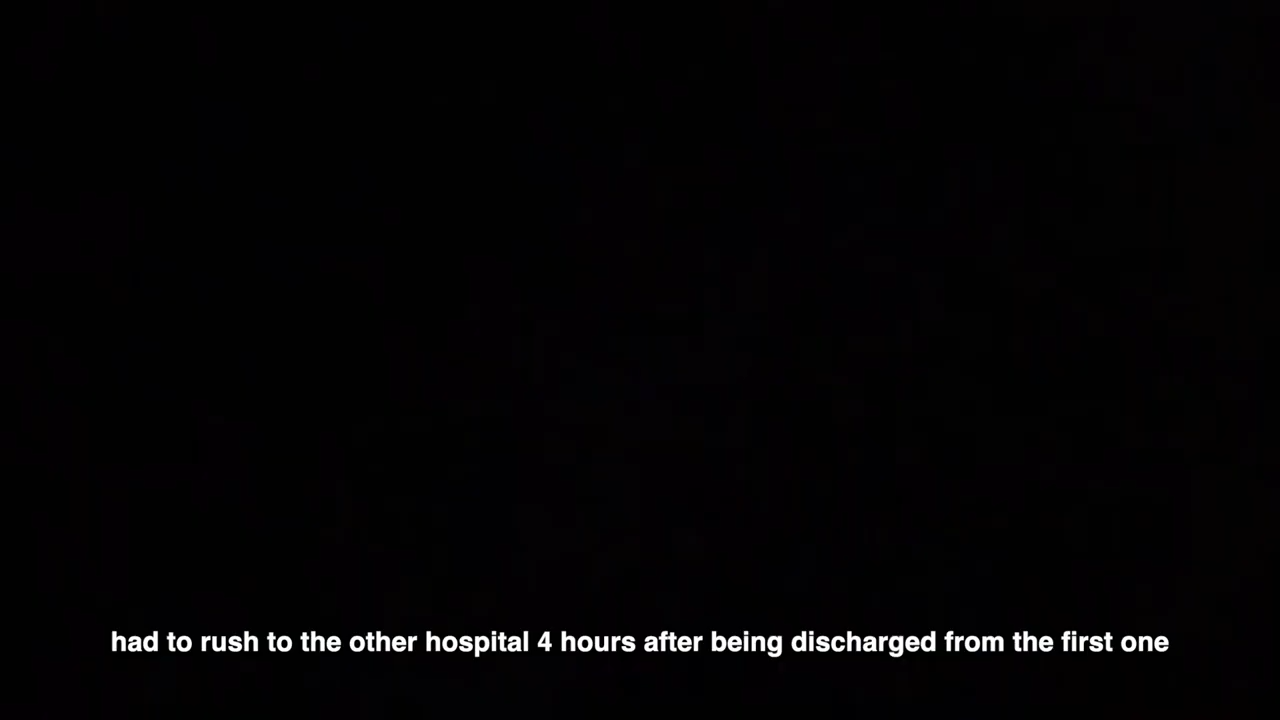 had to rush to the other hospital 4 hours after being discharged from the first one